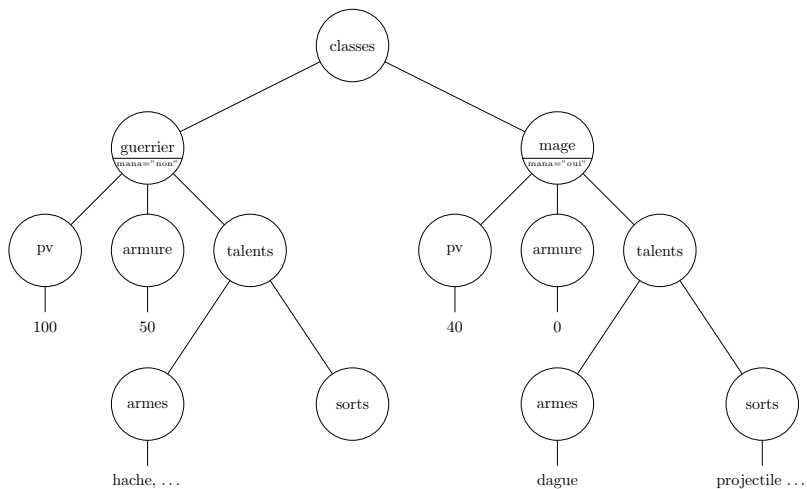 classes
guerrier
mana="non"
mage
mana="oui"
pv
armure
talents
pv
armure
talents
100
50
40
0
armes
sorts
armes
sorts
hache, ...
dague
projectile ...